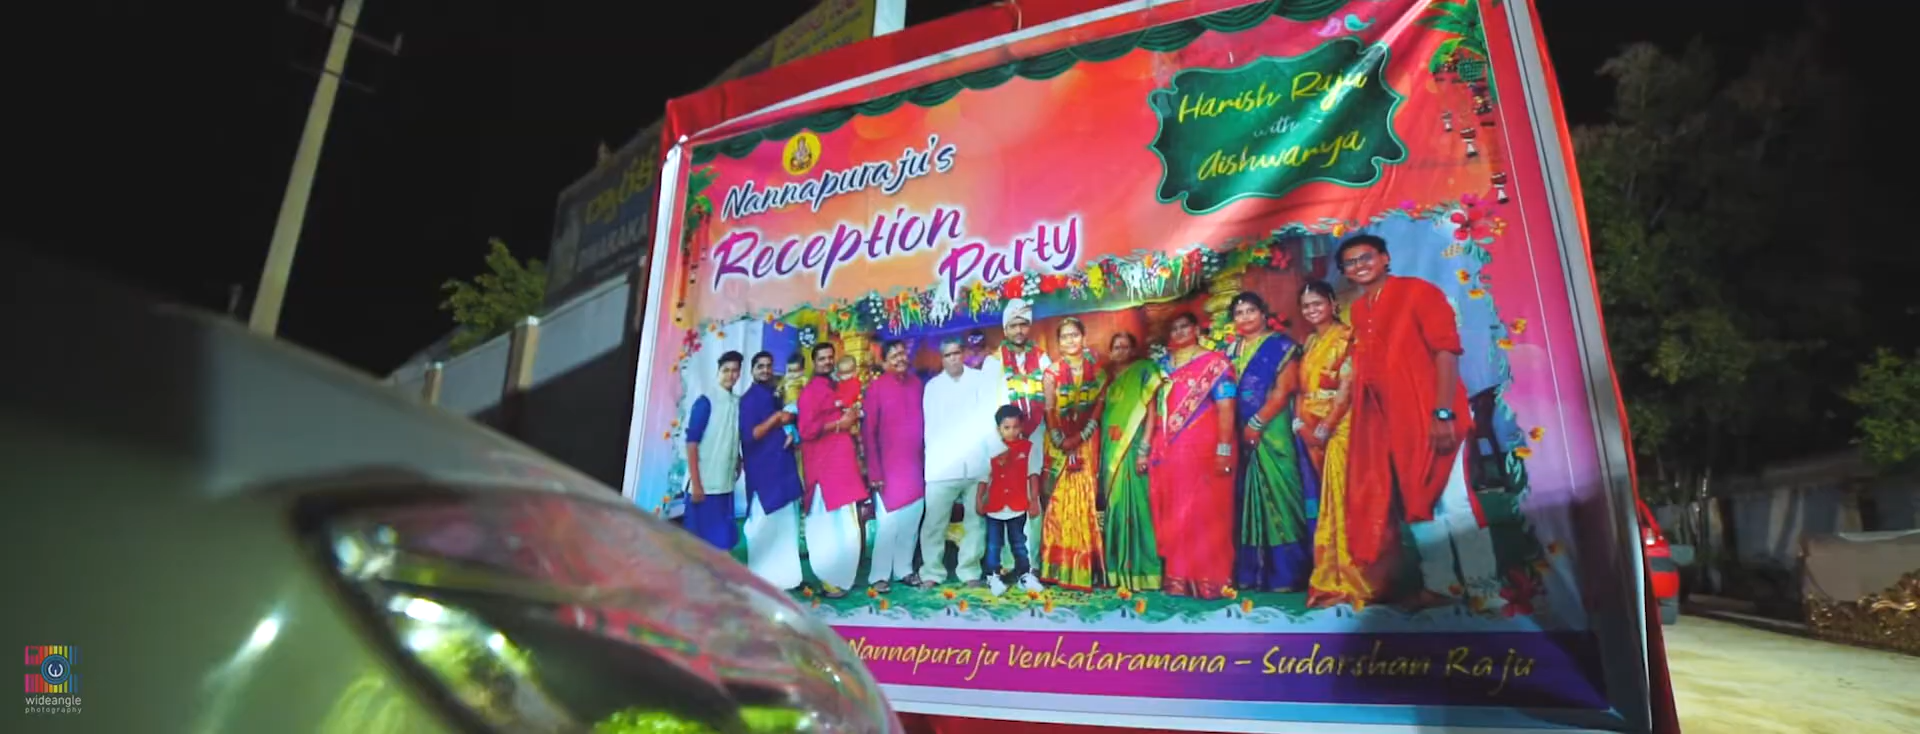 Harish Raju
with
Aishwarya
Nannapuraju's
Reception
Party
Nannapuraju Venkataramana – Sudarshan Raju
wideangle
photography